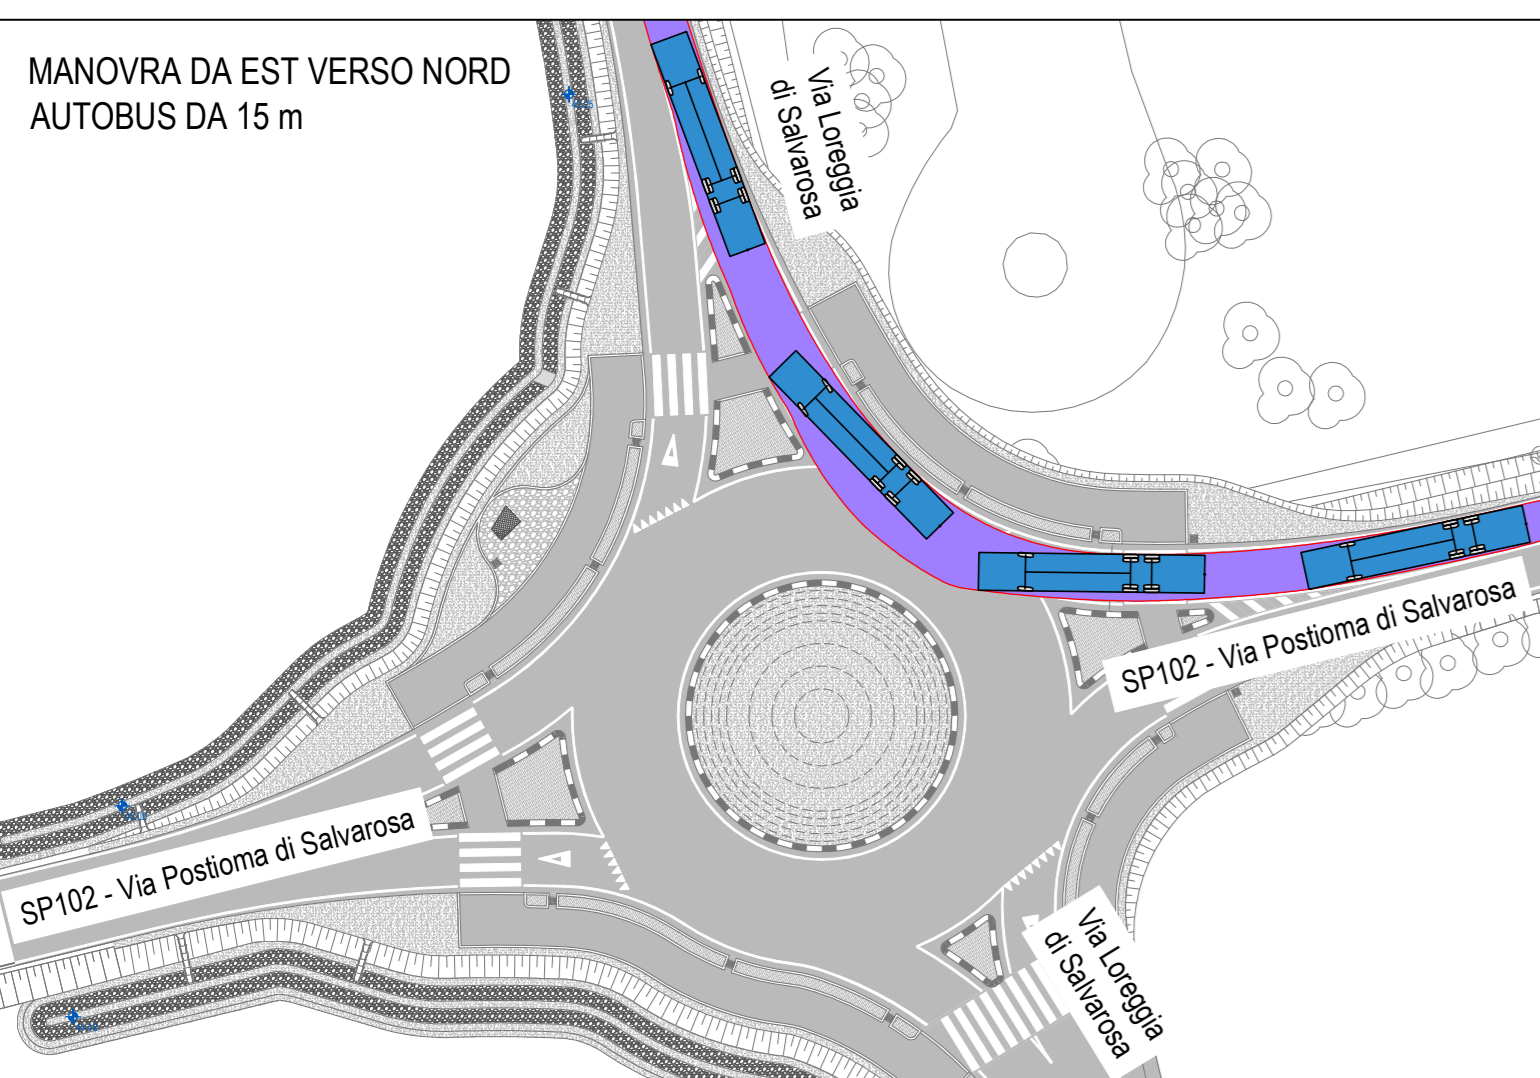 MANOVRA DA EST VERSO NORD
AUTOBUS DA 15 m
Via Loreggia
di Salvarosa
SP102 - Via Postioma di Salvarosa
SP102 - Via Postioma di Salvarosa
Via Loreggia
di Salvarosa